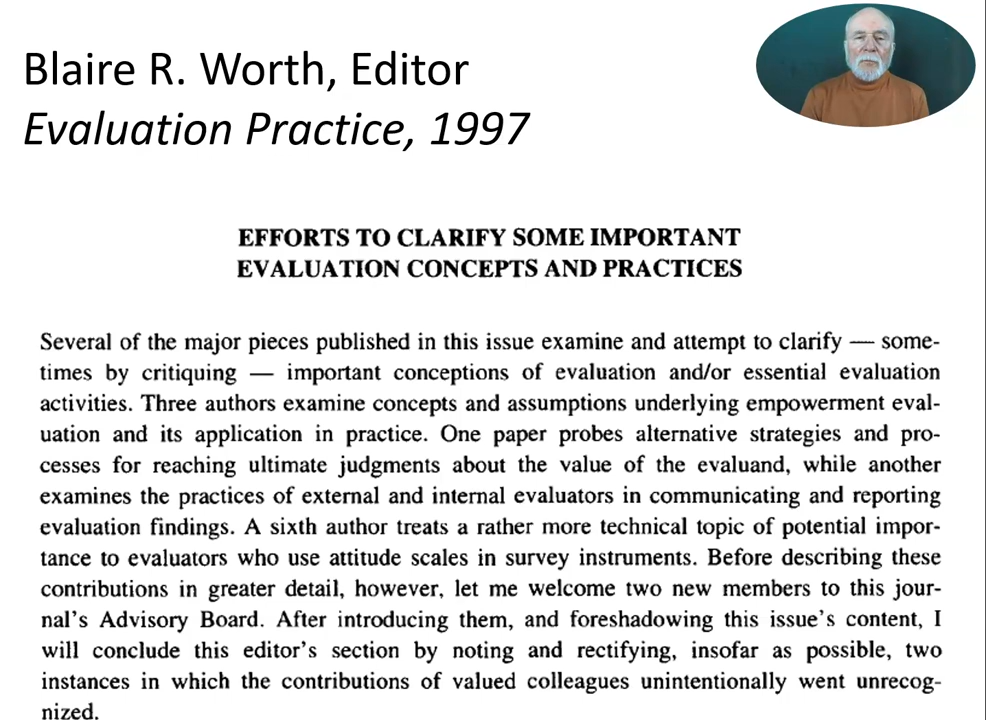 Blaire R. Worth, Editor
Evaluation Practice, 1997
EFFORTS TO CLARIFY SOME IMPORTANT
EVALUATION CONCEPTS AND PRACTICES
Several of the major pieces published in this issue examine and attempt to clarify — some-
times by critiquing — important conceptions of evaluation and/or essential evaluation
activities. Three authors examine concepts and assumptions underlying empowerment eval-
uation and its application in practice. One paper probes alternative strategies and pro-
cesses for reaching ultimate judgments about the value of the evaluand, while another
examines the practices of external and internal evaluators in communicating and reporting
evaluation findings. A sixth author treats a rather more technical topic of potential impor-
tance to evaluators who use attitude scales in survey instruments. Before describing these
contributions in greater detail, however, let me welcome two new members to this jour-
nal's Advisory Board. After introducing them, and foreshadowing this issue's content, I
will conclude this editor's section by noting and rectifying, insofar as possible, two
instances in which the contributions of valued colleagues unintentionally went unrecog-
nized.